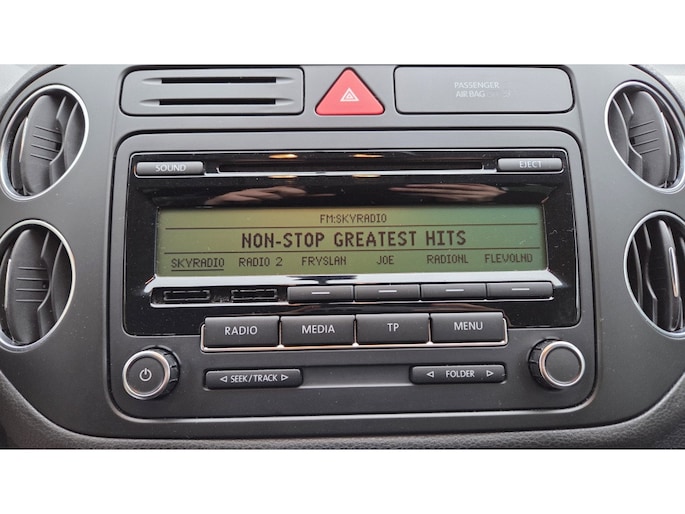 PASSENGER
AIR BAG
SOUND
EJECT
FM:SKYRADIO
NON-STOP GREATEST HITS
SKYRADIO RADIO 2 FRYSLAN JOE RADIONL FLEVOLND
RADIO MEDIA TP MENU
SEEK/TRACK
FOLDER